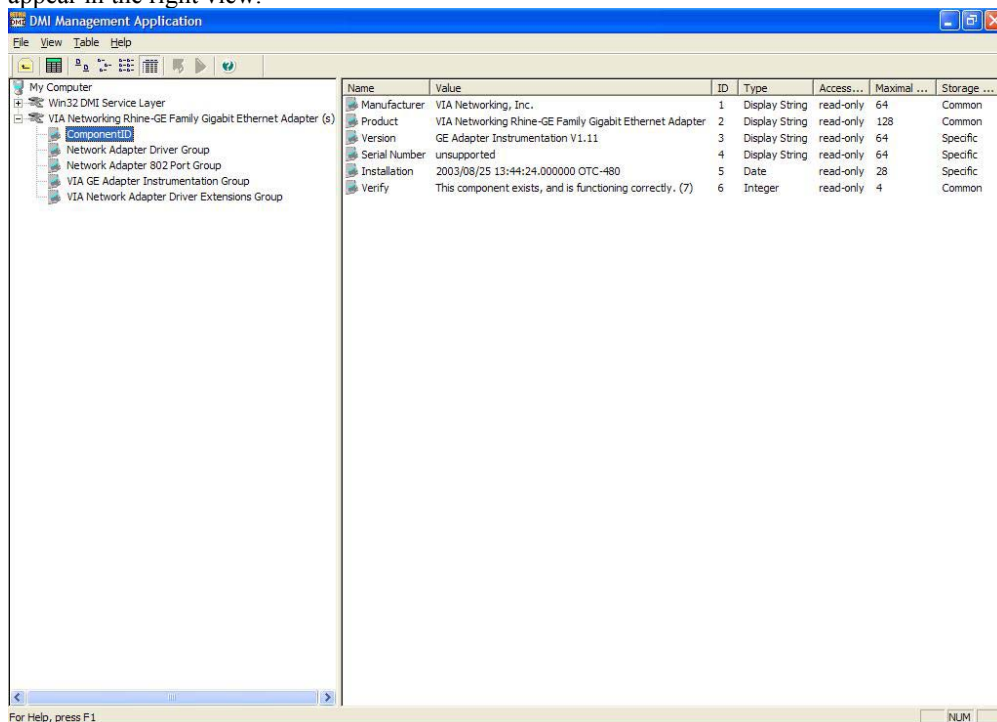 appear in the right view.
DMI Management Application
File View Table Help
My Computer
Win32 DMI Service Layer
VIA Networking Rhine-GE Family Gigabit Ethernet Adapter (s)
ComponentID
Network Adapter Driver Group
Network Adapter 802 Port Group
VIA GE Adapter Instrumentation Group
VIA Network Adapter Driver Extensions Group
Name Value ID Type Access... Maximal ... Storage ...
Manufacturer VIA Networking, Inc. 1 Display String read-only 64 Common
Product VIA Networking Rhine-GE Family Gigabit Ethernet Adapter 2 Display String read-only 128 Common
Version GE Adapter Instrumentation V1.11 3 Display String read-only 64 Specific
Serial Number unsupported 4 Display String read-only 64 Specific
Installation 2003/08/25 13:44:24.000000 OTC-480 5 Date read-only 28 Specific
Verify This component exists, and is functioning correctly. (7) 6 Integer read-only 4 Common
For Help, press F1 NUM